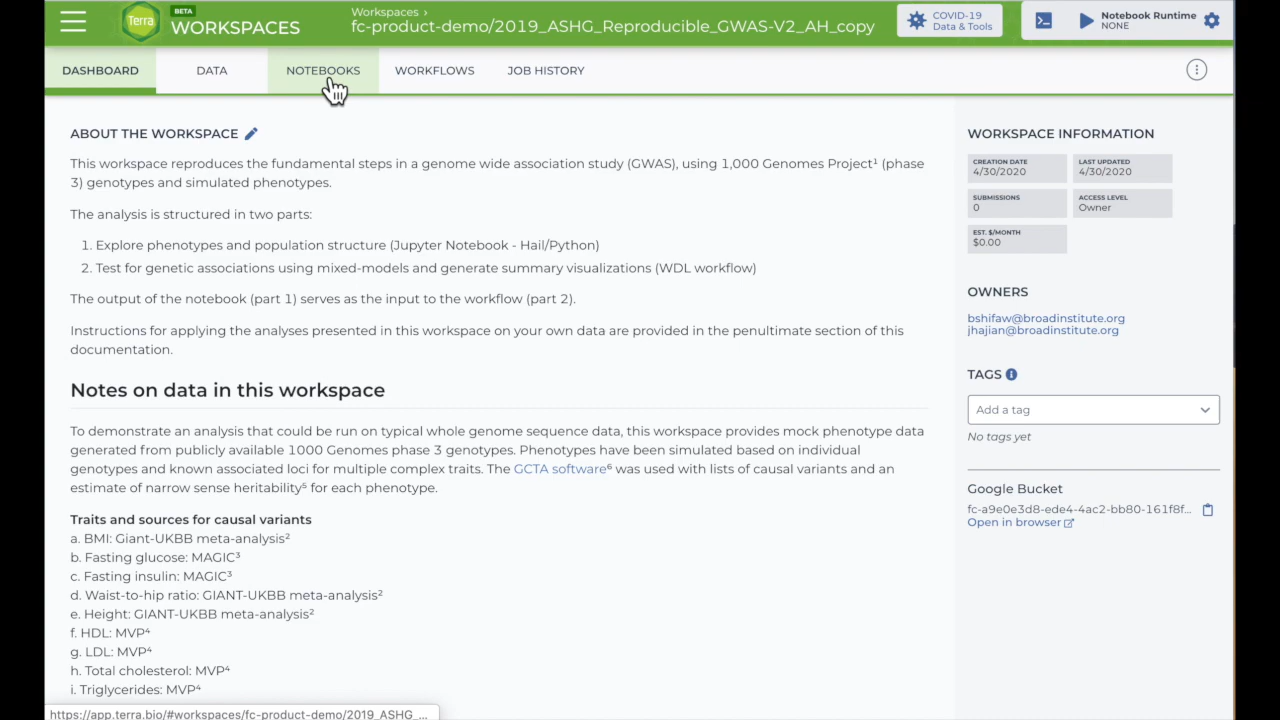 Terra
BETA
WORKSPACES
Workspaces ›
fc-product-demo/2019_ASHG_Reproducible_GWAS-V2_AH_copy
COVID-19
Data & Tools
Notebook Runtime
NONE
DASHBOARD
DATA
NOTEBOOKS
WORKFLOWS
JOB HISTORY
ABOUT THE WORKSPACE
This workspace reproduces the fundamental steps in a genome wide association study (GWAS), using 1,000 Genomes Project¹ (phase
3) genotypes and simulated phenotypes.
The analysis is structured in two parts:
1. Explore phenotypes and population structure (Jupyter Notebook - Hail/Python)
2. Test for genetic associations using mixed-models and generate summary visualizations (WDL workflow)
The output of the notebook (part 1) serves as the input to the workflow (part 2).
Instructions for applying the analyses presented in this workspace on your own data are provided in the penultimate section of this
documentation.
Notes on data in this workspace
To demonstrate an analysis that could be run on typical whole genome sequence data, this workspace provides mock phenotype data
generated from publicly available 1000 Genomes phase 3 genotypes. Phenotypes have been simulated based on individual
genotypes and known associated loci for multiple complex traits. The GCTA software⁶ was used with lists of causal variants and an
estimate of narrow sense heritability⁵ for each phenotype.
Traits and sources for causal variants
a. BMI: Giant-UKBB meta-analysis²
b. Fasting glucose: MAGIC³
c. Fasting insulin: MAGIC³
d. Waist-to-hip ratio: GIANT-UKBB meta-analysis²
e. Height: GIANT-UKBB meta-analysis²
f. HDL: MVP⁴
g. LDL: MVP⁴
h. Total cholesterol: MVP⁴
i. Triglycerides: MVP⁴
WORKSPACE INFORMATION
CREATION DATE
4/30/2020
LAST UPDATED
4/30/2020
SUBMISSIONS
0
ACCESS LEVEL
Owner
EST. $/MONTH
$0.00
OWNERS
bshifaw@broadinstitute.org
jhajian@broadinstitute.org
TAGS
Add a tag
No tags yet
Google Bucket
fc-a9e0e3d8-ede4-4ac2-bb80-161f8f...
Open in browser
https://app.terra.bio/#workspaces/fc-product-demo/2019_ASHG_...